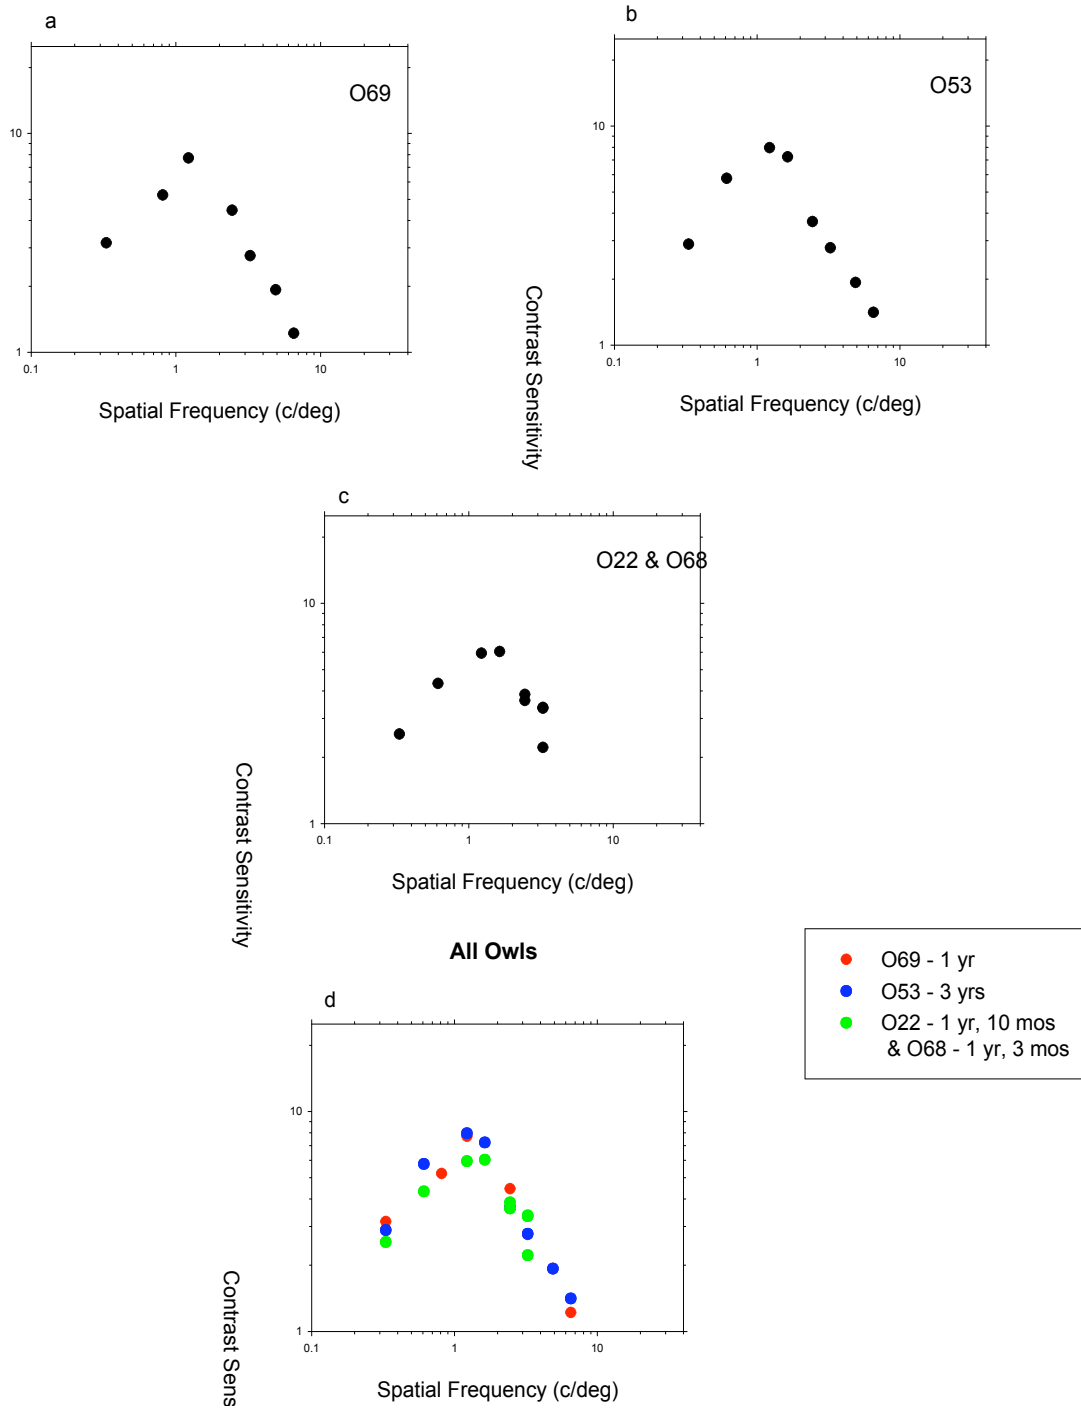 a
O69
10
1
0.1
1
10
Spatial Frequency (c/deg)
b
O53
10
1
0.1
1
10
Contrast Sensitivity
Spatial Frequency (c/deg)
c
O22 & O68
10
1
0.1
1
10
Contrast Sensitivity
Spatial Frequency (c/deg)
All Owls
O69 - 1 yr
O53 - 3 yrs
O22 - 1 yr, 10 mos
& O68 - 1 yr, 3 mos
d
10
1
0.1
1
10
Contrast Sens
Spatial Frequency (c/deg)